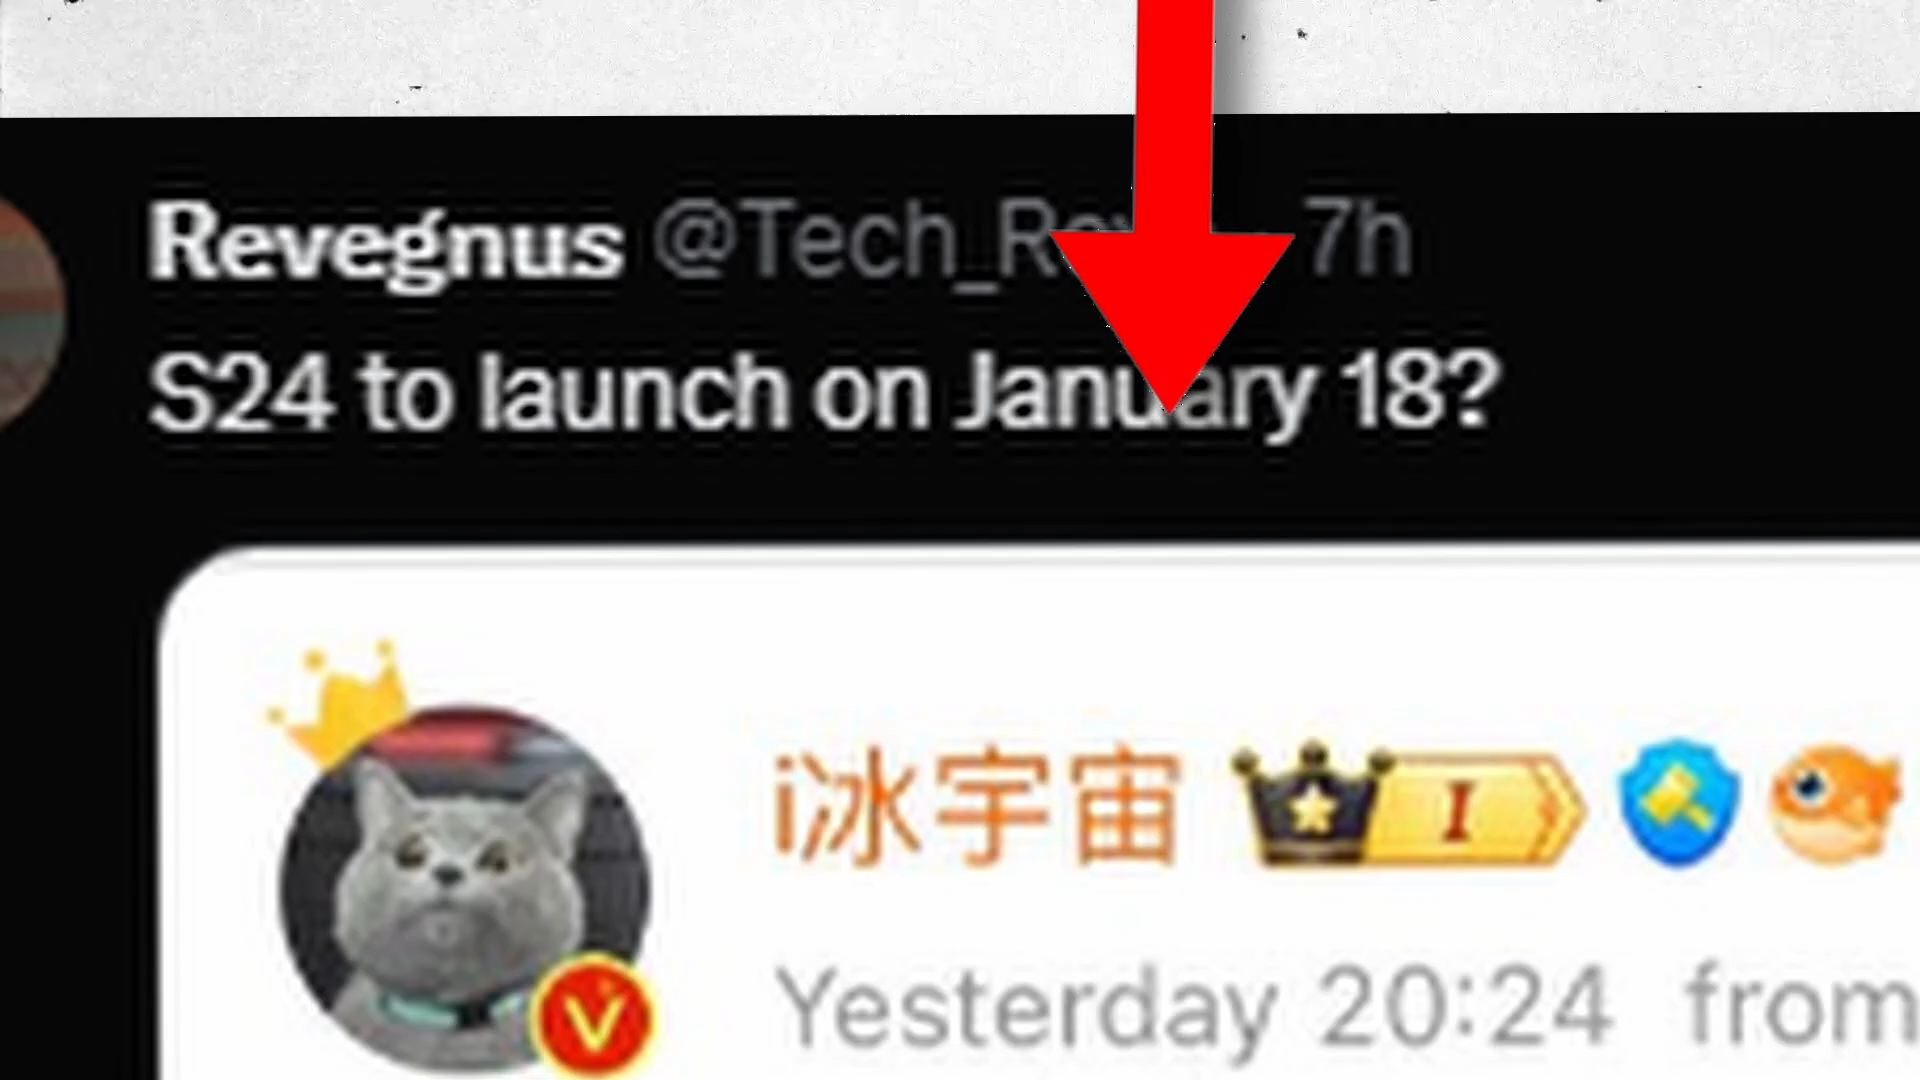 Revegnus @Tech_Re 7h
S24 to launch on January 18?
i冰宇宙 I
V
Yesterday 20:24 from